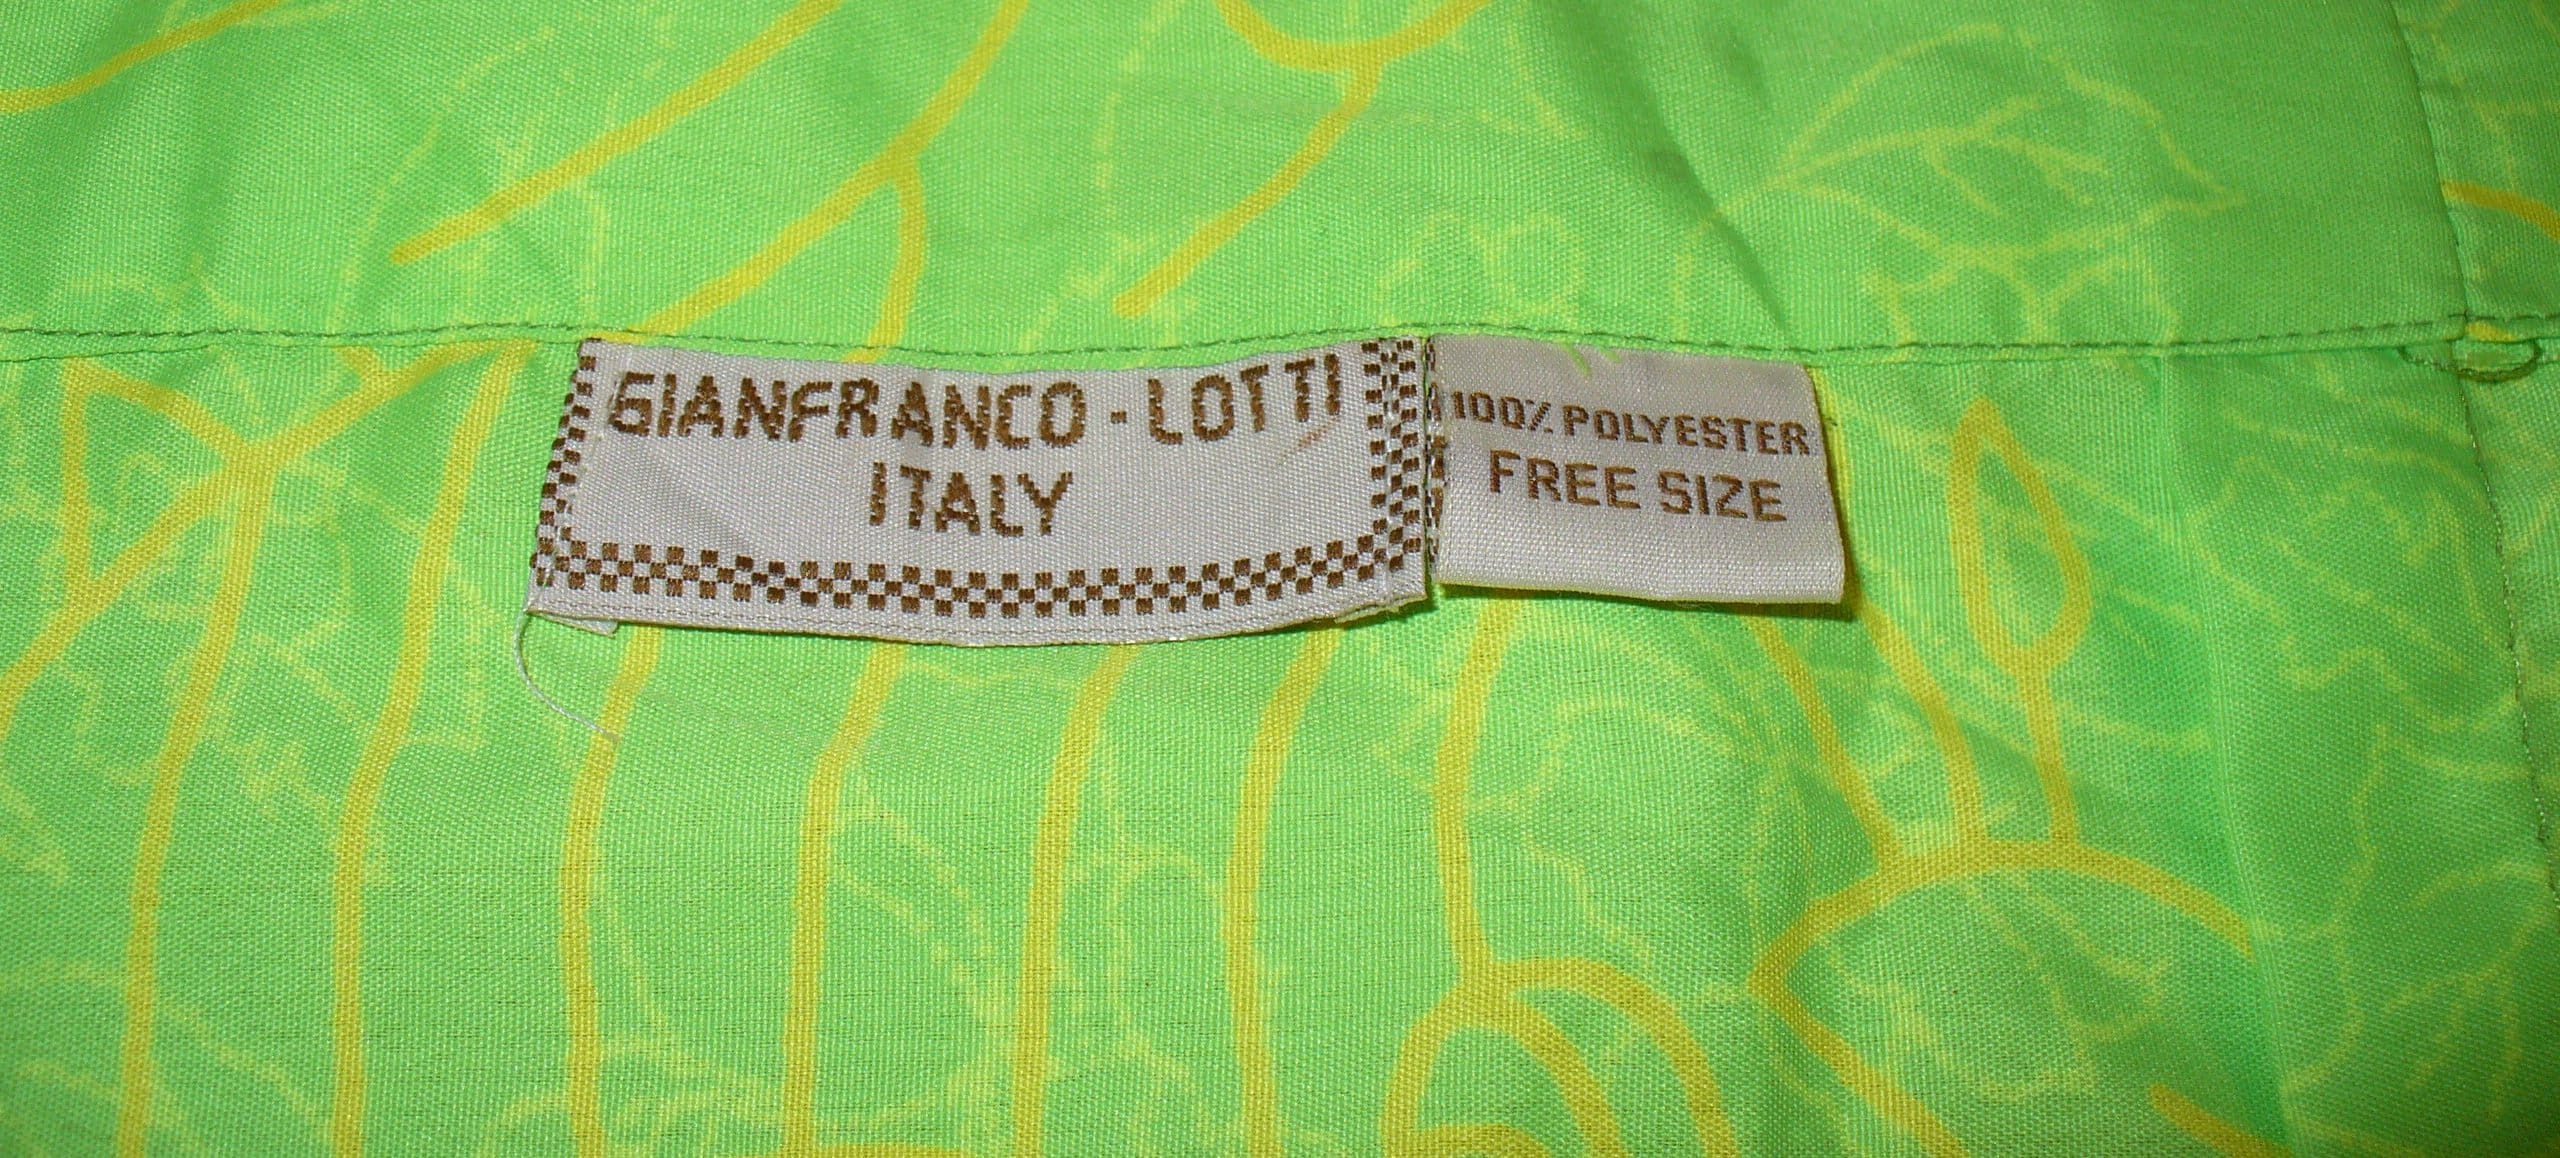 GIANFRANCO - LOTTI
ITALY
100% POLYESTER
FREE SIZE